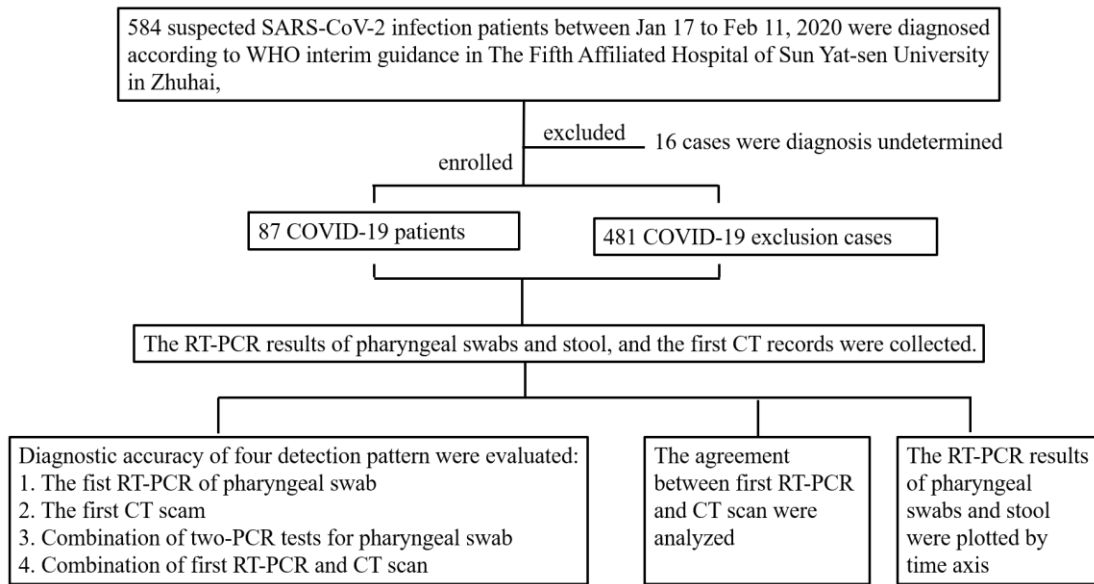 584 suspected SARS-CoV-2 infection patients between Jan 17 to Feb 11, 2020 were diagnosed
according to WHO interim guidance in The Fifth Affiliated Hospital of Sun Yat-sen University
in Zhuhai,
excluded
16 cases were diagnosis undetermined
enrolled
87 COVID-19 patients
481 COVID-19 exclusion cases
The RT-PCR results of pharyngeal swabs and stool, and the first CT records were collected.
Diagnostic accuracy of four detection pattern were evaluated:
1. The fist RT-PCR of pharyngeal swab
2. The first CT scam
3. Combination of two-PCR tests for pharyngeal swab
4. Combination of first RT-PCR and CT scan
The agreement
between first RT-PCR
and CT scan were
analyzed
The RT-PCR results
of pharyngeal
swabs and stool
were plotted by
time axis